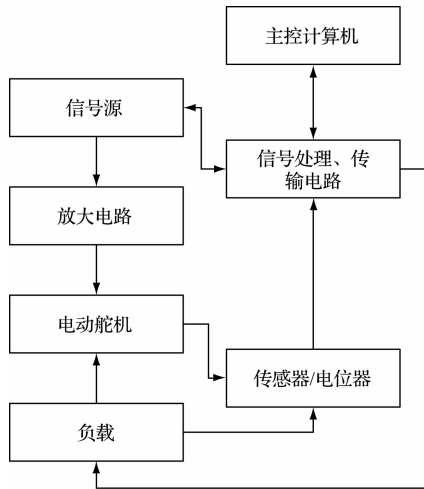 主控计算机
信号源
信号处理、传
输电路
放大电路
电动舵机
传感器/电位器
负载